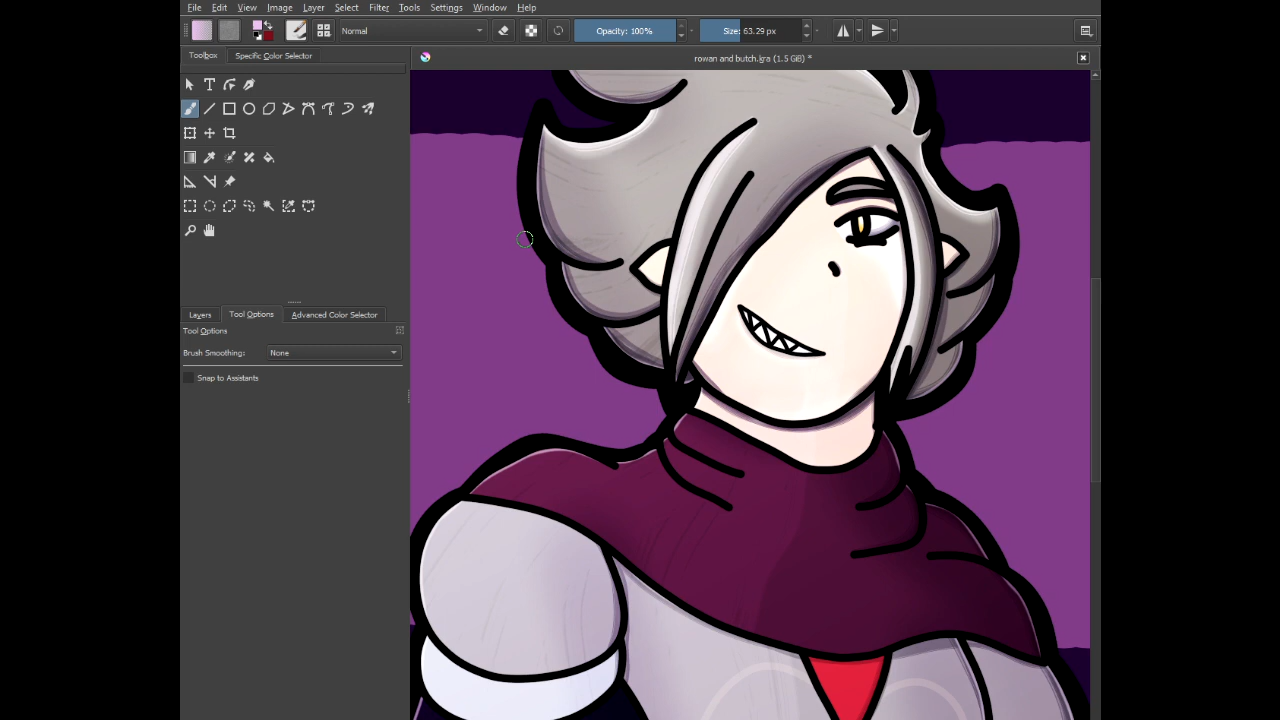 File Edit View Image Layer Select Filter Tools Settings Window Help
Normal Opacity: 100% Size: 63.29 px
Toolbox Specific Color Selector
rowan and butch.kra (1.5 GiB) *
Layers Tool Options Advanced Color Selector
Tool Options
Brush Smoothing: None
Snap to Assistants